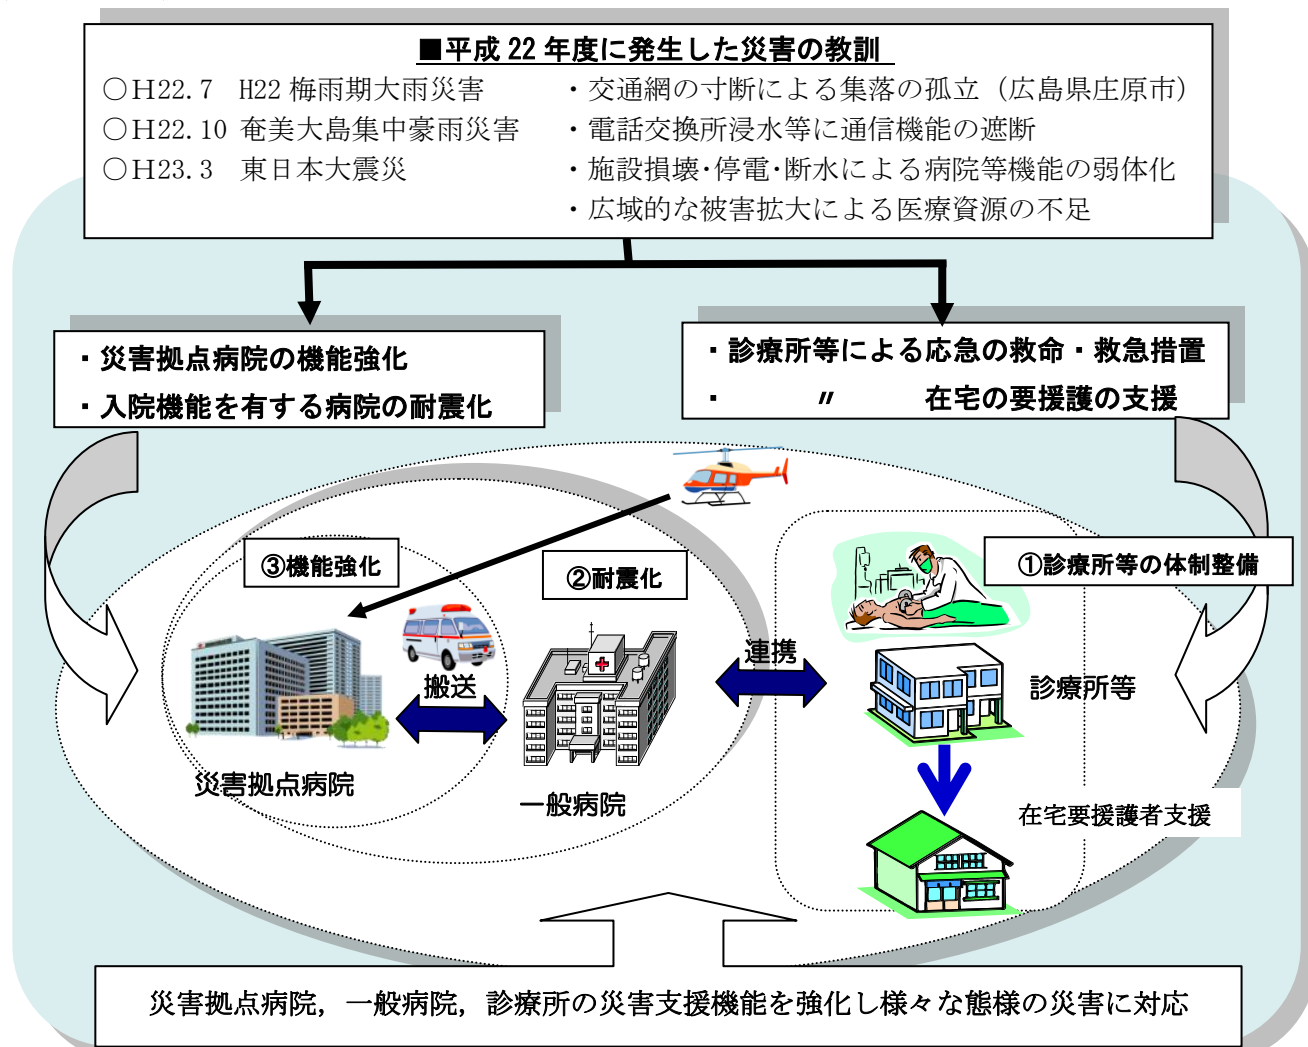 ■平成 22 年度に発生した災害の教訓
○H22.7 H22 梅雨期大雨災害 ・交通網の寸断による集落の孤立（広島県庄原市）
○H22.10 奄美大島集中豪雨災害 ・電話交換所浸水等に通信機能の遮断
○H23.3 東日本大震災 ・施設損壊・停電・断水による病院等機能の弱体化
・広域的な被害拡大による医療資源の不足
・災害拠点病院の機能強化
・入院機能を有する病院の耐震化
・診療所等による応急の救命・救急措置
・ 〃 在宅の要援護の支援
③機能強化
②耐震化
①診療所等の体制整備
搬送
連携
診療所等
災害拠点病院
一般病院
在宅要援護者支援
災害拠点病院，一般病院，診療所の災害支援機能を強化し様々な態様の災害に対応